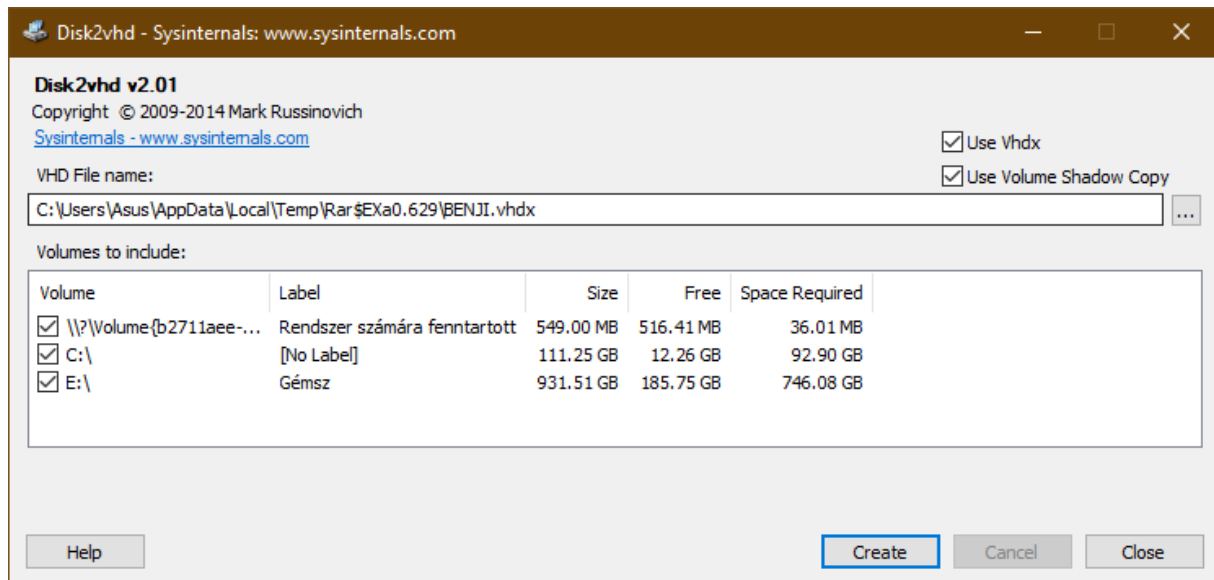 Disk2vhd - Sysinternals: www.sysinternals.com
Disk2vhd v2.01
Copyright © 2009-2014 Mark Russinovich
Sysinternals - www.sysinternals.com
Use Vhdx
VHD File name:
Use Volume Shadow Copy
C:\Users\Asus\AppData\Local\Temp\Rar$EXa0.629\BENJI.vhdx
...
Volumes to include:
Volume Label Size Free Space Required
\\?\Volume{b2711aee-... Rendszer számára fenntartott 549.00 MB 516.41 MB 36.01 MB
C:\ [No Label] 111.25 GB 12.26 GB 92.90 GB
E:\ Gémsz 931.51 GB 185.75 GB 746.08 GB
Help Create Cancel Close